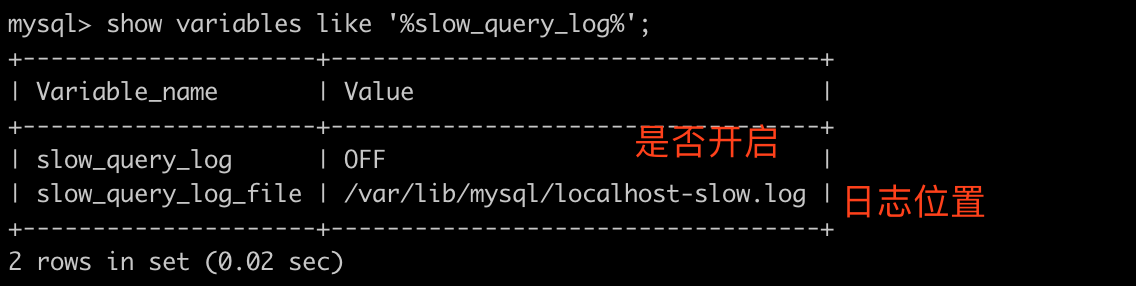 mysql> show variables like '%slow_query_log%';
+---------------------+-----------------------------------+
| Variable_name       | Value                             |
+---------------------+-----------------------------------+
是否开启
| slow_query_log      | OFF                               |
| slow_query_log_file | /var/lib/mysql/localhost-slow.log | 日志位置
+---------------------+-----------------------------------+
2 rows in set (0.02 sec)